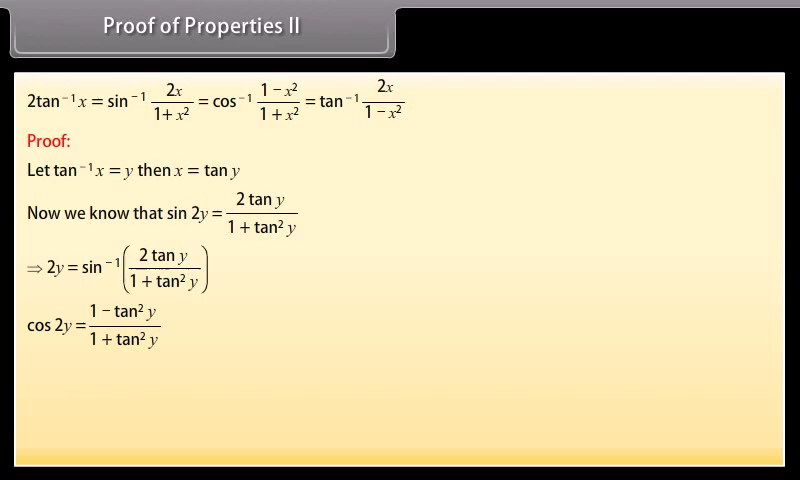 Proof of Properties II
2tan⁻¹x = sin⁻¹ 2x/(1+x²) = cos⁻¹ (1−x²)/(1+x²) = tan⁻¹ 2x/(1−x²)
Proof:
Let tan⁻¹x = y then x = tan y
Now we know that sin 2y = (2 tan y)/(1 + tan² y)
⇒ 2y = sin⁻¹((2 tan y)/(1 + tan² y))
cos 2y = (1 − tan² y)/(1 + tan² y)